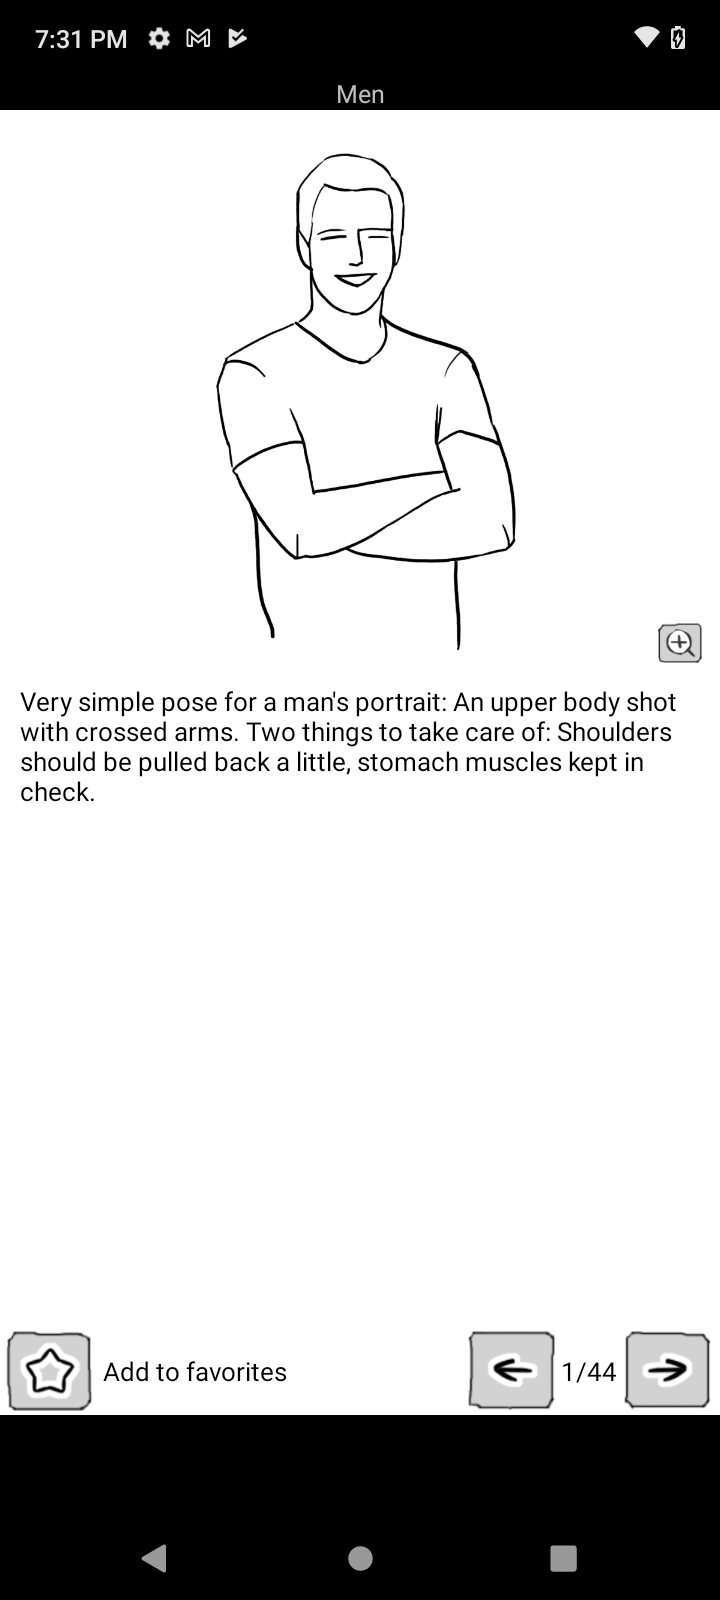 7:31 PM
Men
Very simple pose for a man's portrait: An upper body shot
with crossed arms. Two things to take care of: Shoulders
should be pulled back a little, stomach muscles kept in
check.
Add to favorites
1/44